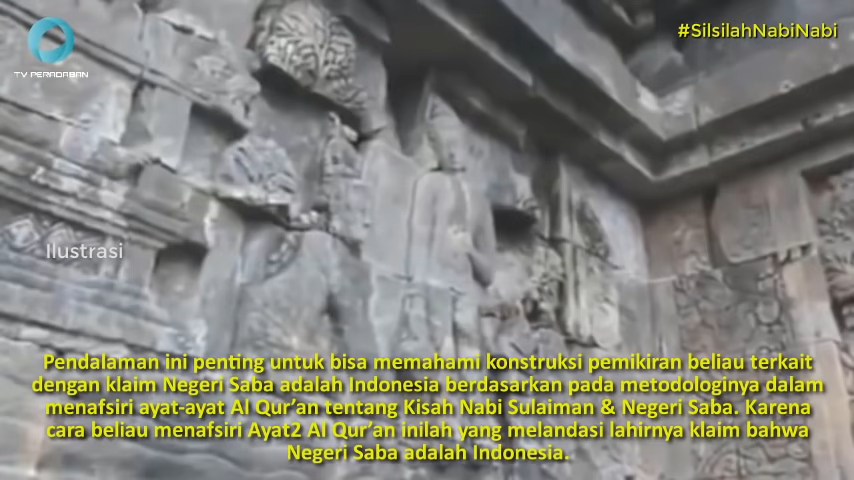 #SilsilahNabiNabi
TV PERADABAN
Ilustrasi
Pendalaman ini penting untuk bisa memahami konstruksi pemikiran beliau terkait
dengan klaim Negeri Saba adalah Indonesia berdasarkan pada metodologinya dalam
menafsiri ayat-ayat Al Qur'an tentang Kisah Nabi Sulaiman & Negeri Saba. Karena
cara beliau menafsiri Ayat2 Al Qur'an inilah yang melandasi lahirnya klaim bahwa
Negeri Saba adalah Indonesia.